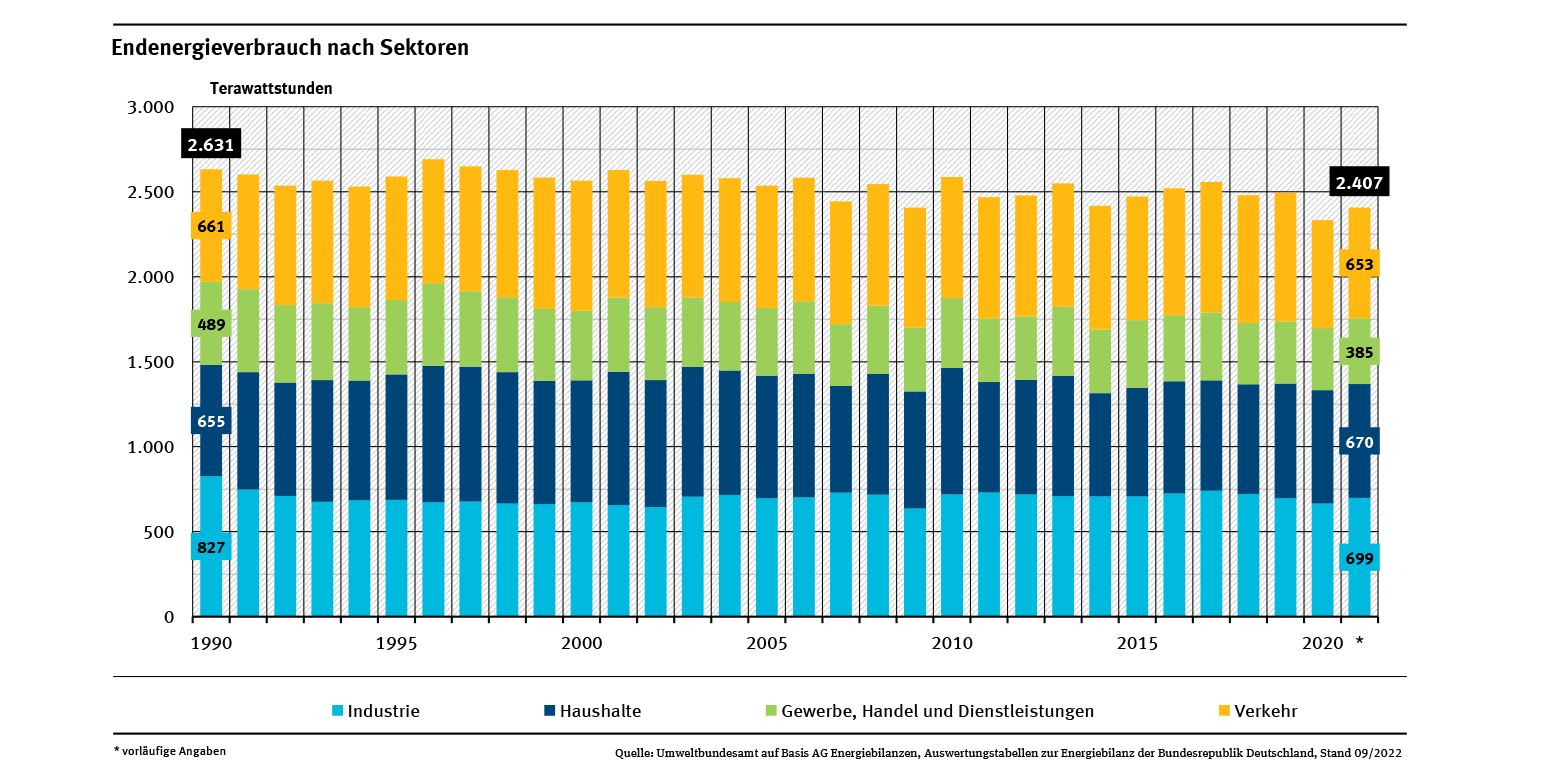 Endenergieverbrauch nach Sektoren
Terawattstunden
3.000
2.631
2.500
2.407
661
653
2.000
489
385
1.500
655
670
1.000
827
699
500
0
1990 1995 2000 2005 2010 2015 2020 *
Industrie Haushalte Gewerbe, Handel und Dienstleistungen Verkehr
* vorläufige Angaben
Quelle: Umweltbundesamt auf Basis AG Energiebilanzen, Auswertungstabellen zur Energiebilanz der Bundesrepublik Deutschland, Stand 09/2022